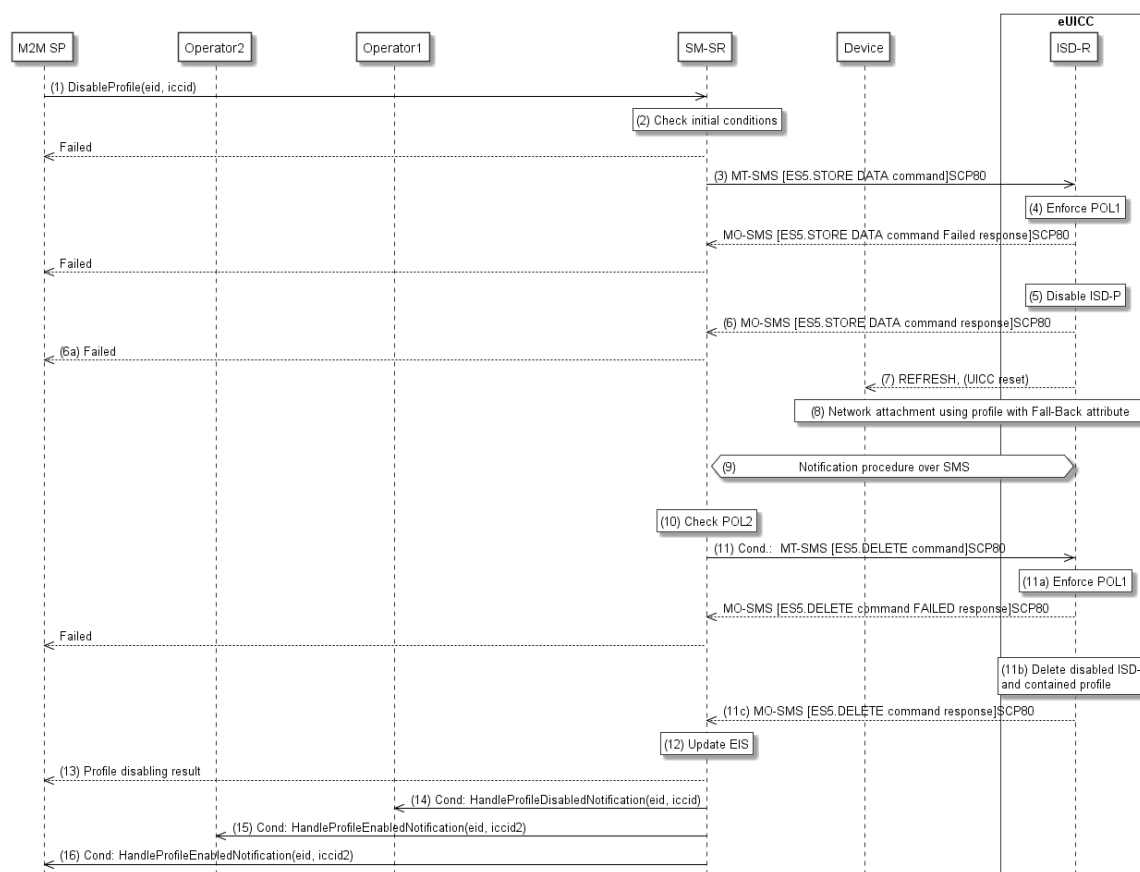 eUICC
M2M SP
Operator2
Operator1
SM-SR
Device
ISD-R
(1) DisableProfile(eid, iccid)
(2) Check initial conditions
Failed
(3) MT-SMS [ES5.STORE DATA command]SCP80
(4) Enforce POL1
MO-SMS [ES5.STORE DATA command Failed response]SCP80
Failed
(5) Disable ISD-P
(6) MO-SMS [ES5.STORE DATA command response]SCP80
(6a) Failed
(7) REFRESH, (UICC reset)
(8) Network attachment using profile with Fall-Back attribute
(9) Notification procedure over SMS
(10) Check POL2
(11) Cond.: MT-SMS [ES5.DELETE command]SCP80
(11a) Enforce POL1
MO-SMS [ES5.DELETE command FAILED response]SCP80
Failed
(11b) Delete disabled ISD-
and contained profile
(11c) MO-SMS [ES5.DELETE command response]SCP80
(12) Update EIS
(13) Profile disabling result
(14) Cond: HandleProfileDisabledNotification(eid, iccid)
(15) Cond: HandleProfileEnabledNotification(eid, iccid2)
(16) Cond: HandleProfileEnabledNotification(eid, iccid2)